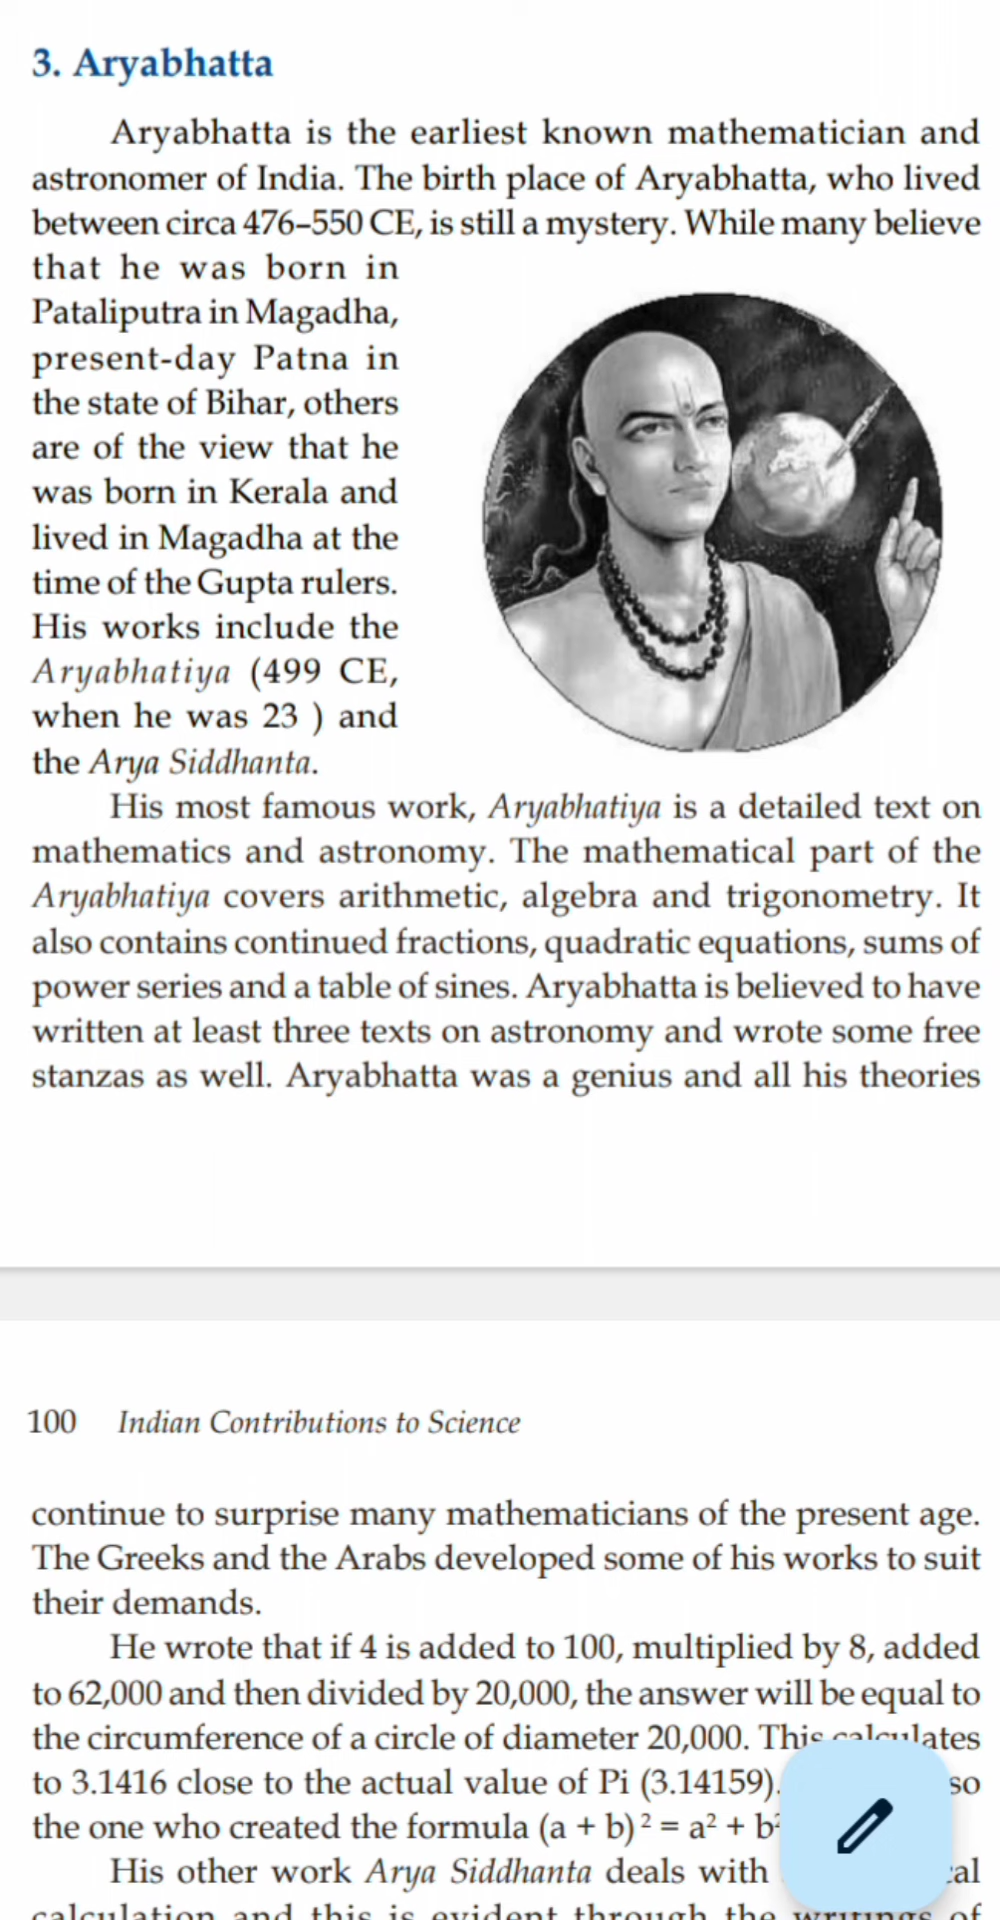 3. Aryabhatta
Aryabhatta is the earliest known mathematician and
astronomer of India. The birth place of Aryabhatta, who lived
between circa 476–550 CE, is still a mystery. While many believe
that he was born in
Pataliputra in Magadha,
present-day Patna in
the state of Bihar, others
are of the view that he
was born in Kerala and
lived in Magadha at the
time of the Gupta rulers.
His works include the
Aryabhatiya (499 CE,
when he was 23 ) and
the Arya Siddhanta.
His most famous work, Aryabhatiya is a detailed text on
mathematics and astronomy. The mathematical part of the
Aryabhatiya covers arithmetic, algebra and trigonometry. It
also contains continued fractions, quadratic equations, sums of
power series and a table of sines. Aryabhatta is believed to have
written at least three texts on astronomy and wrote some free
stanzas as well. Aryabhatta was a genius and all his theories
100 Indian Contributions to Science
continue to surprise many mathematicians of the present age.
The Greeks and the Arabs developed some of his works to suit
their demands.
He wrote that if 4 is added to 100, multiplied by 8, added
to 62,000 and then divided by 20,000, the answer will be equal to
the circumference of a circle of diameter 20,000. This calculates
to 3.1416 close to the actual value of Pi (3.14159). so
the one who created the formula (a + b)² = a² + b²
His other work Arya Siddhanta deals with
calculation and this is evident through the writings of